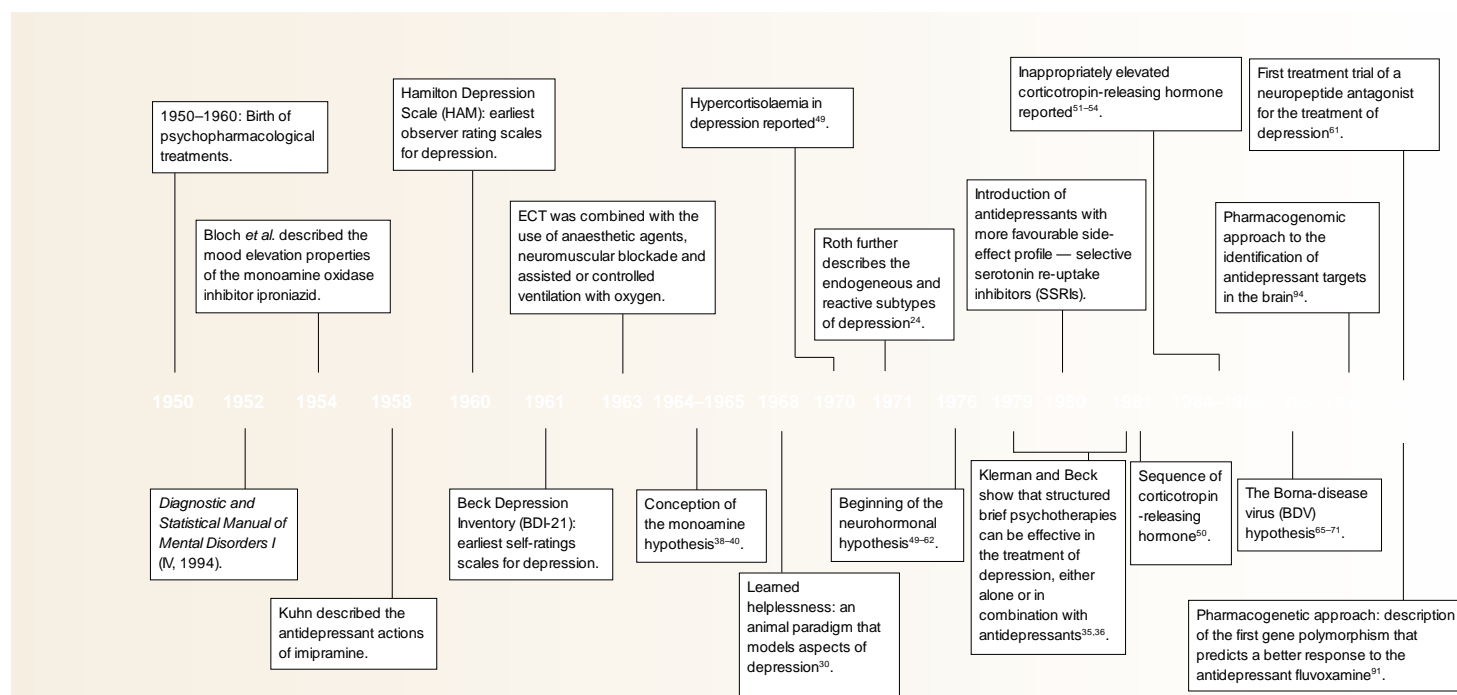 1950–1960: Birth of
psychopharmacological
treatments.
Bloch et al. described the
mood elevation properties
of the monoamine oxidase
inhibitor iproniazid.
Hamilton Depression
Scale (HAM): earliest
observer rating scales
for depression.
ECT was combined with the
use of anaesthetic agents,
neuromuscular blockade and
assisted or controlled
ventilation with oxygen.
Hypercortisolaemia in
depression reported49.
Roth further
describes the
endogeneous and
reactive subtypes
of depression24.
Introduction of
antidepressants with
more favourable side-
effect profile — selective
serotonin re-uptake
inhibitors (SSRIs).
Inappropriately elevated
corticotropin-releasing hormone
reported51–54.
Pharmacogenomic
approach to the
identification of
antidepressant targets
in the brain94.
First treatment trial of a
neuropeptide antagonist
for the treatment of
depression61.
1950 1952 1954 1958 1960 1961 1963 1964–1965 1968 1970 1971 1976 1979 1980
Diagnostic and
Statistical Manual of
Mental Disorders I
(IV, 1994).
Kuhn described the
antidepressant actions
of imipramine.
Beck Depression
Inventory (BDI-21):
earliest self-ratings
scales for depression.
Conception of
the monoamine
hypothesis38–40.
Learned
helplessness: an
animal paradigm that
models aspects of
depression30.
Beginning of the
neurohormonal
hypothesis49–62.
Klerman and Beck
show that structured
brief psychotherapies
can be effective in
the treatment of
depression, either
alone or in
combination with
antidepressants35,36.
Sequence of
corticotropin
-releasing
hormone50.
The Borna-disease
virus (BDV)
hypothesis65–71.
Pharmacogenetic approach: description
of the first gene polymorphism that
predicts a better response to the
antidepressant fluvoxamine91.